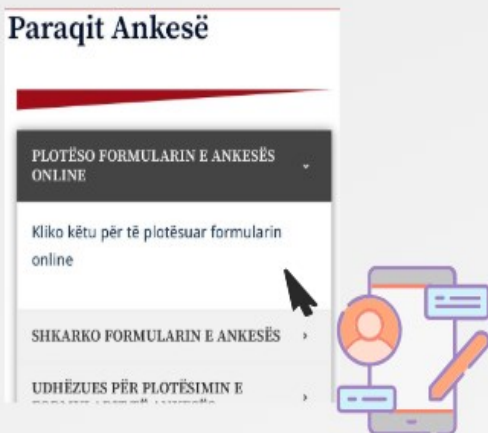 Paraqit Ankesë
PLOTËSO FORMULARIN E ANKESËS
ONLINE
Kliko këtu për të plotësuar formularin
online
SHKARKO FORMULARIN E ANKESËS
UDHËZUES PËR PLOTËSIMIN E